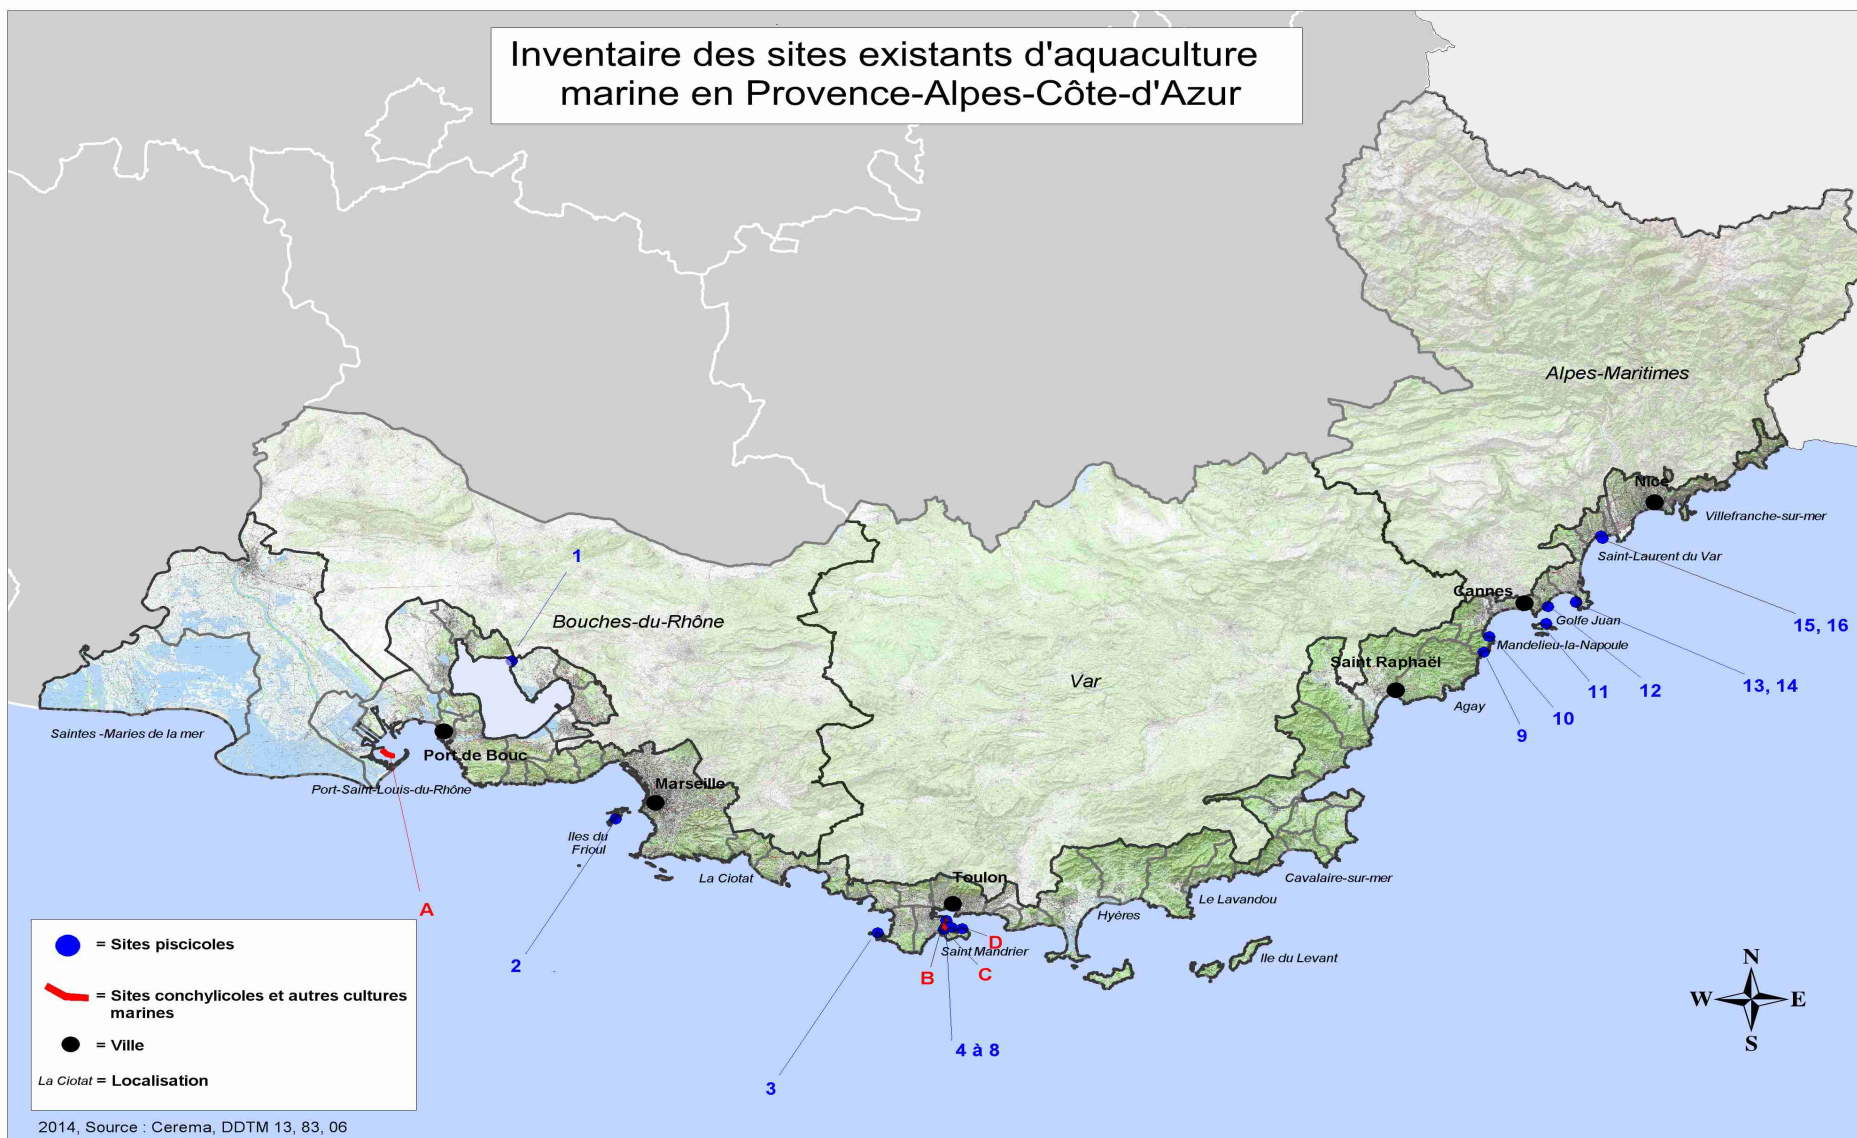 Inventaire des sites existants d'aquaculture
marine en Provence-Alpes-Côte-d'Azur
Alpes-Maritimes
Nice
Villefranche-sur-mer
Saint-Laurent du Var
1
Cannes
Golfe Juan
15, 16
Bouches-du-Rhône
Mandelieu-la-Napoule
Saint Raphaël
Var
13, 14
11
12
Agay
10
9
Saintes -Maries de la mer
Port de Bouc
Port-Saint-Louis-du-Rhône
Marseille
Iles du
Frioul
La Ciotat
Toulon
Cavalaire-sur-mer
Le Lavandou
Hyères
A
D
Saint Mandrier
Ile du Levant
B
C
2
4 à 8
3
= Sites piscicoles
= Sites conchylicoles et autres cultures
marines
= Ville
La Ciotat = Localisation
N
W
E
S
2014, Source : Cerema, DDTM 13, 83, 06